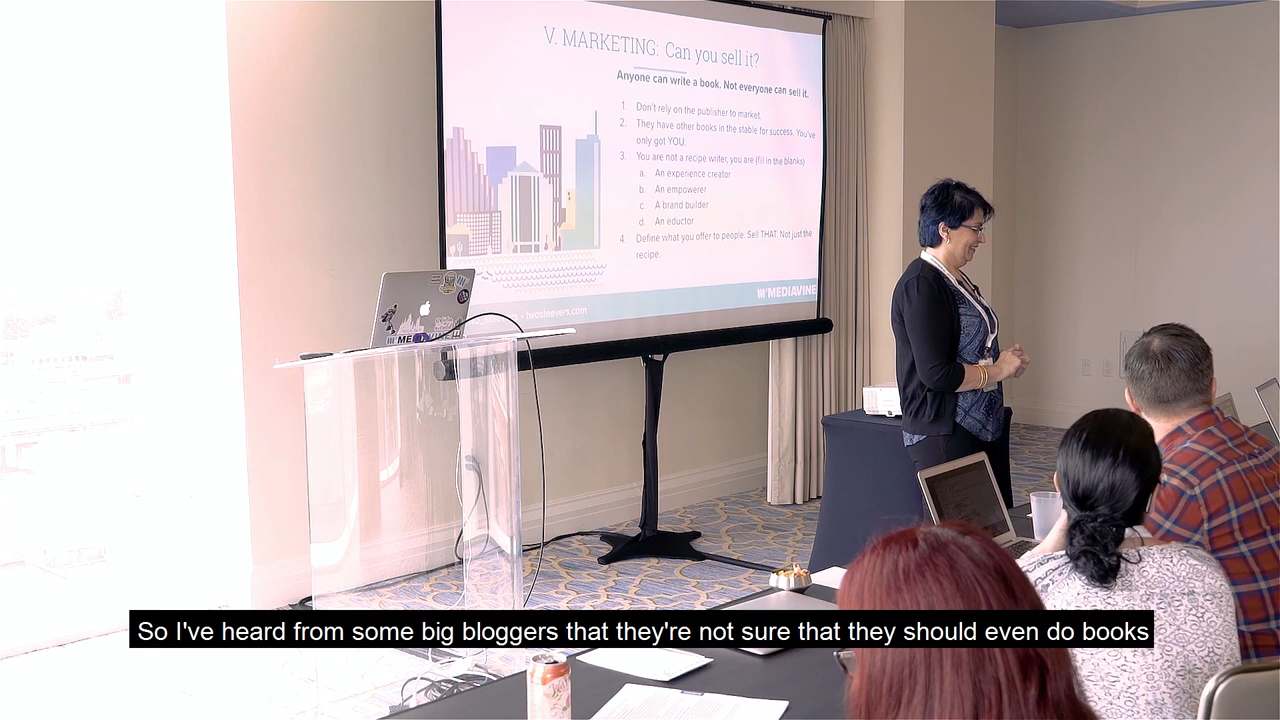 V. MARKETING: Can you sell it?
Anyone can write a book. Not everyone can sell it.
1. Don't rely on the publisher to market.
2. They have other books in the stable for success. You've
only got YOU.
3. You are not a recipe writer, you are (fill in the blanks)
a. An experience creator
b. An empowerer
c. A brand builder
d. An eductor
4. Define what you offer to people. Sell THAT. Not just the
recipe.
MEDIAVINE
twosleevers.com
So I've heard from some big bloggers that they're not sure that they should even do books